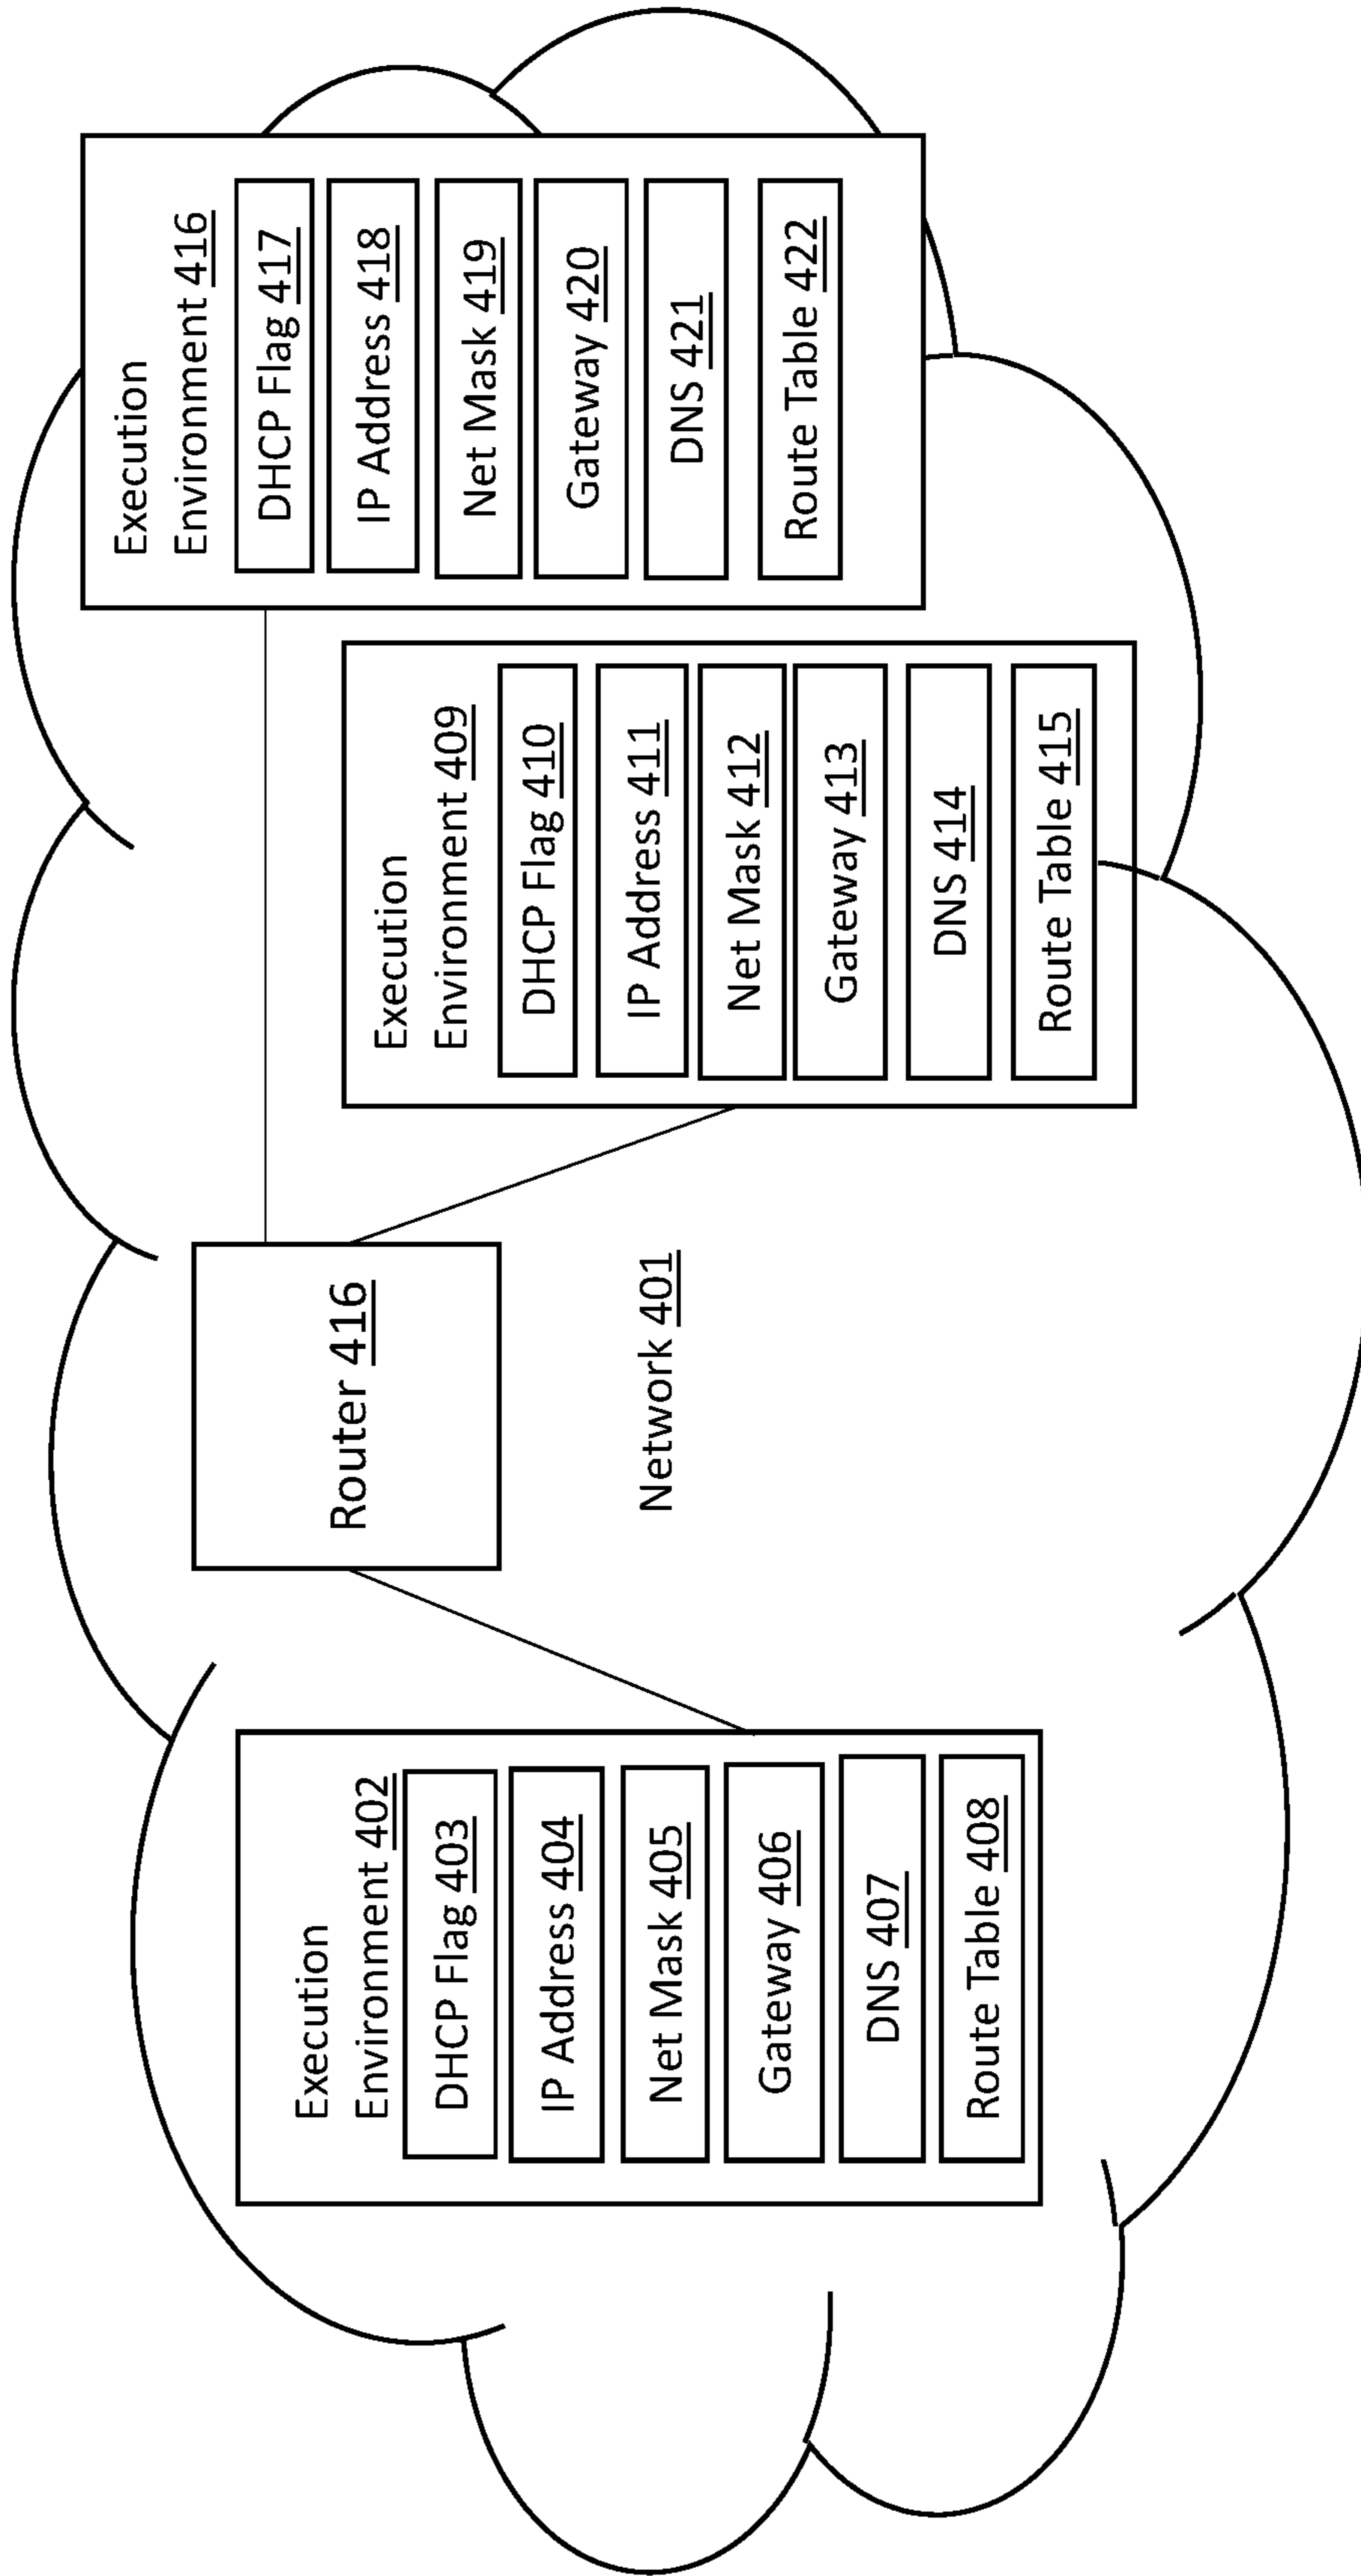 Execution
Environment 402
DHCP Flag 403
IP Address 404
Net Mask 405
Gateway 406
DNS 407
Route Table 408
Router 416
Network 401
Execution
Environment 409
DHCP Flag 410
IP Address 411
Net Mask 412
Gateway 413
DNS 414
Route Table 415
Execution
Environment 416
DHCP Flag 417
IP Address 418
Net Mask 419
Gateway 420
DNS 421
Route Table 422